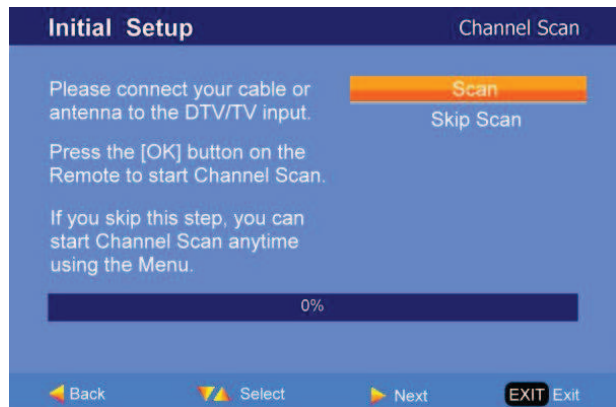 Initial Setup
Channel Scan
Please connect your cable or
antenna to the DTV/TV input.
Press the [OK] button on the
Remote to start Channel Scan.
If you skip this step, you can
start Channel Scan anytime
using the Menu.
Scan
Skip Scan
0%
Back Select Next EXIT Exit